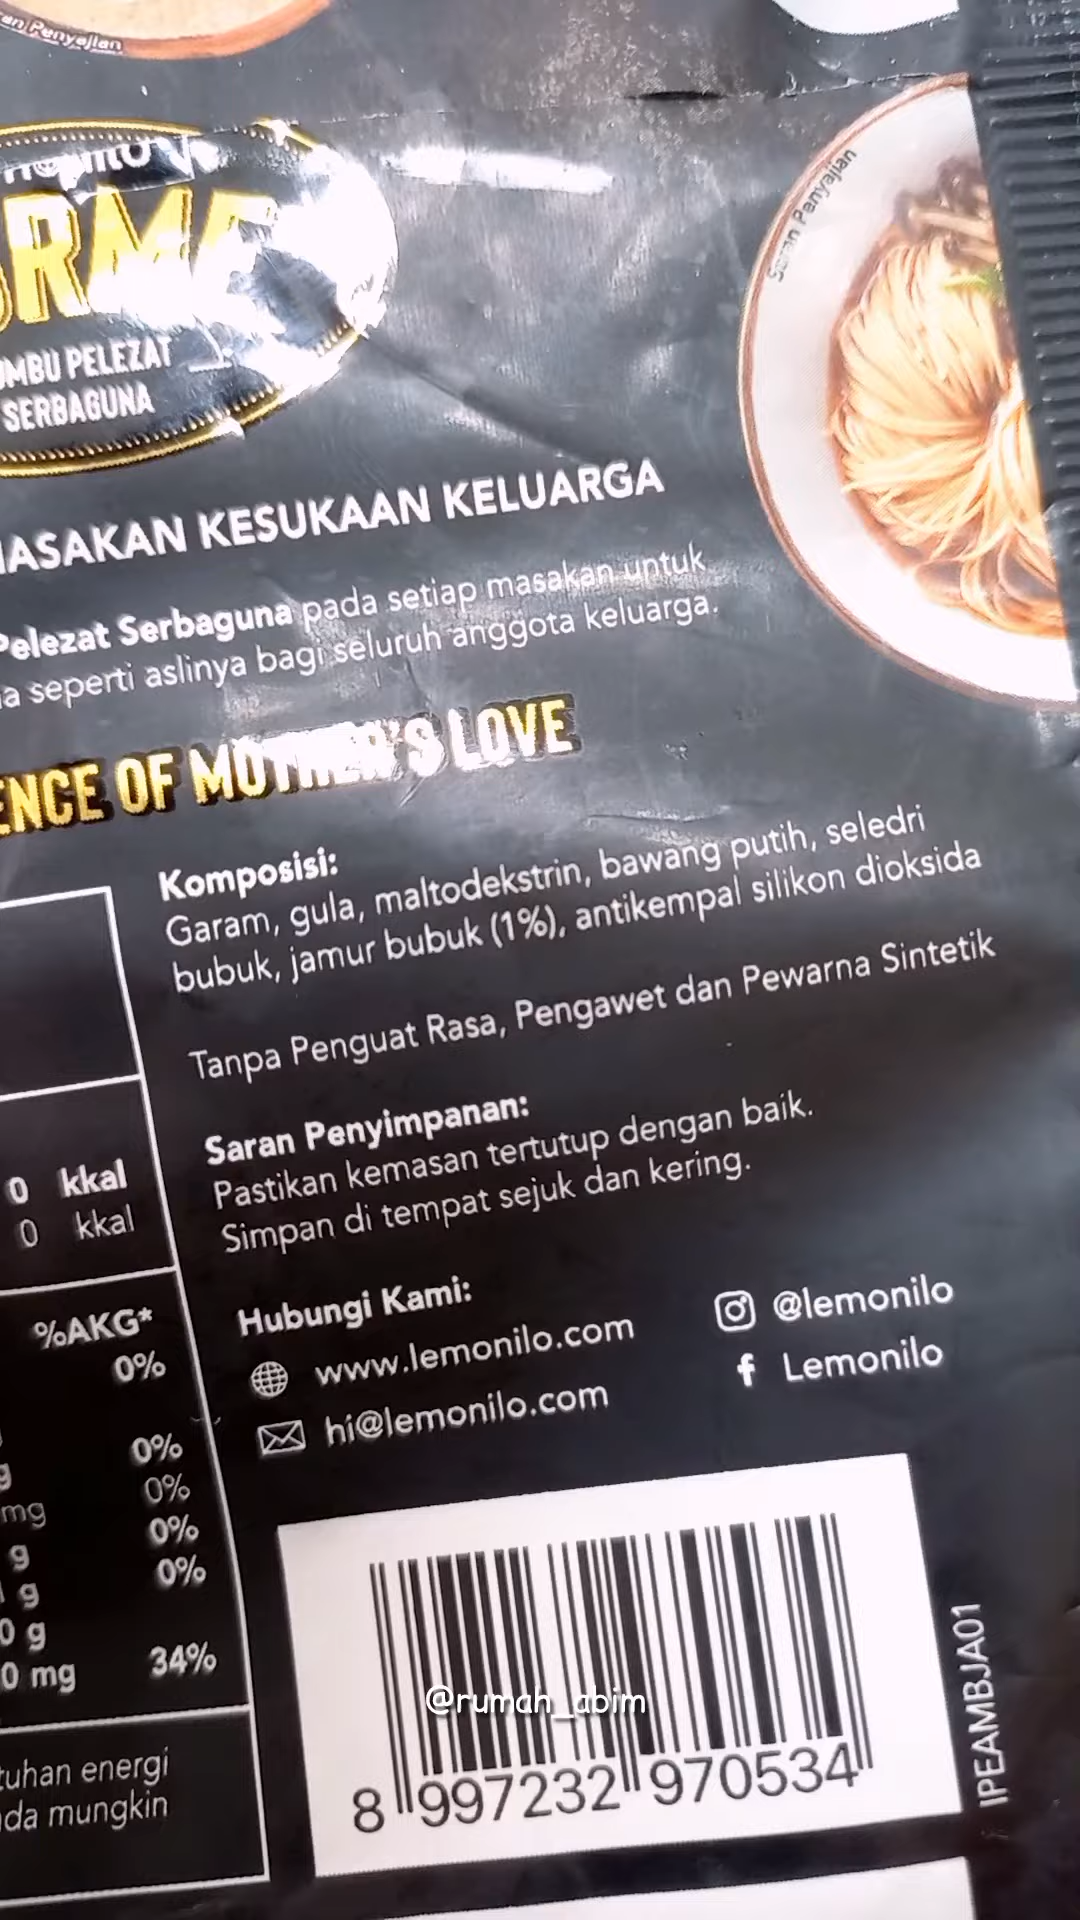 Penyajian
Saran Penyajian
MBU PELEZAT
SERBAGUNA
ASAKAN KESUKAAN KELUARGA
Pelezat Serbaguna pada setiap masakan untuk
a seperti aslinya bagi seluruh anggota keluarga.
ENCE OF MOTHER'S LOVE
Komposisi:
Garam, gula, maltodekstrin, bawang putih, seledri
bubuk, jamur bubuk (1%), antikempal silikon dioksida
Tanpa Penguat Rasa, Pengawet dan Pewarna Sintetik
Saran Penyimpanan:
Pastikan kemasan tertutup dengan baik.
Simpan di tempat sejuk dan kering.
0 kkal
0 kkal
%AKG*
0%
0%
g 0%
mg 0%
g 0%
g
0 g
0 mg 34%
tuhan energi
da mungkin
Hubungi Kami:
www.lemonilo.com
hi@lemonilo.com
@lemonilo
Lemonilo
@rumah_abim
8 997232 970534
IPEAMBJA01